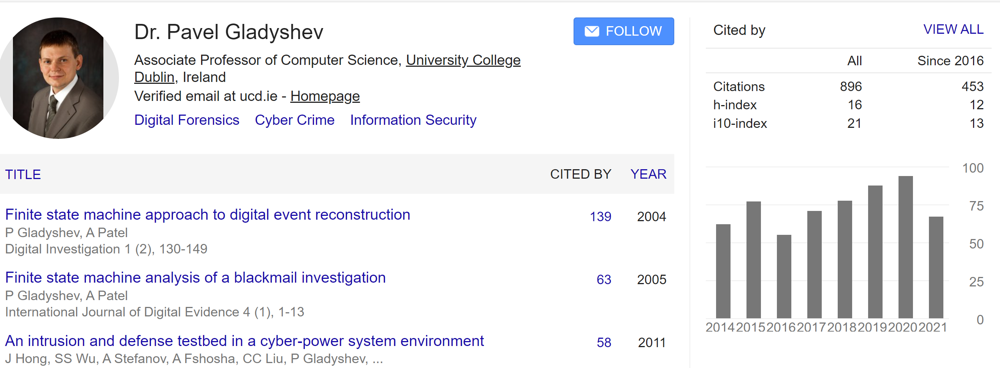 Dr. Pavel Gladyshev
FOLLOW
Associate Professor of Computer Science, University College
Dublin, Ireland
Verified email at ucd.ie - Homepage
Digital Forensics Cyber Crime Information Security
TITLE CITED BY YEAR
Finite state machine approach to digital event reconstruction 139 2004
P Gladyshev, A Patel
Digital Investigation 1 (2), 130-149
Finite state machine analysis of a blackmail investigation 63 2005
P Gladyshev, A Patel
International Journal of Digital Evidence 4 (1), 1-13
An intrusion and defense testbed in a cyber-power system environment 58 2011
J Hong, SS Wu, A Stefanov, A Fshosha, CC Liu, P Gladyshev, ...
Cited by VIEW ALL
All Since 2016
Citations 896 453
h-index 16 12
i10-index 21 13
100
75
50
25
0
2014 2015 2016 2017 2018 2019 2020 2021